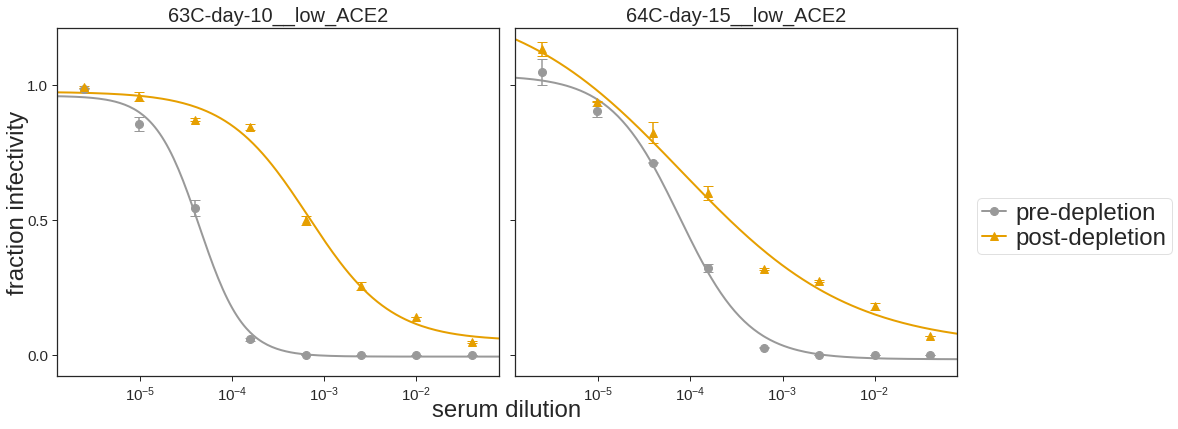 63C-day-10__low_ACE2
64C-day-15__low_ACE2
fraction infectivity
1.0
0.5
0.0
10⁻⁵ 10⁻⁴ 10⁻³ 10⁻²
10⁻⁵ 10⁻⁴ 10⁻³ 10⁻²
serum dilution
pre-depletion
post-depletion